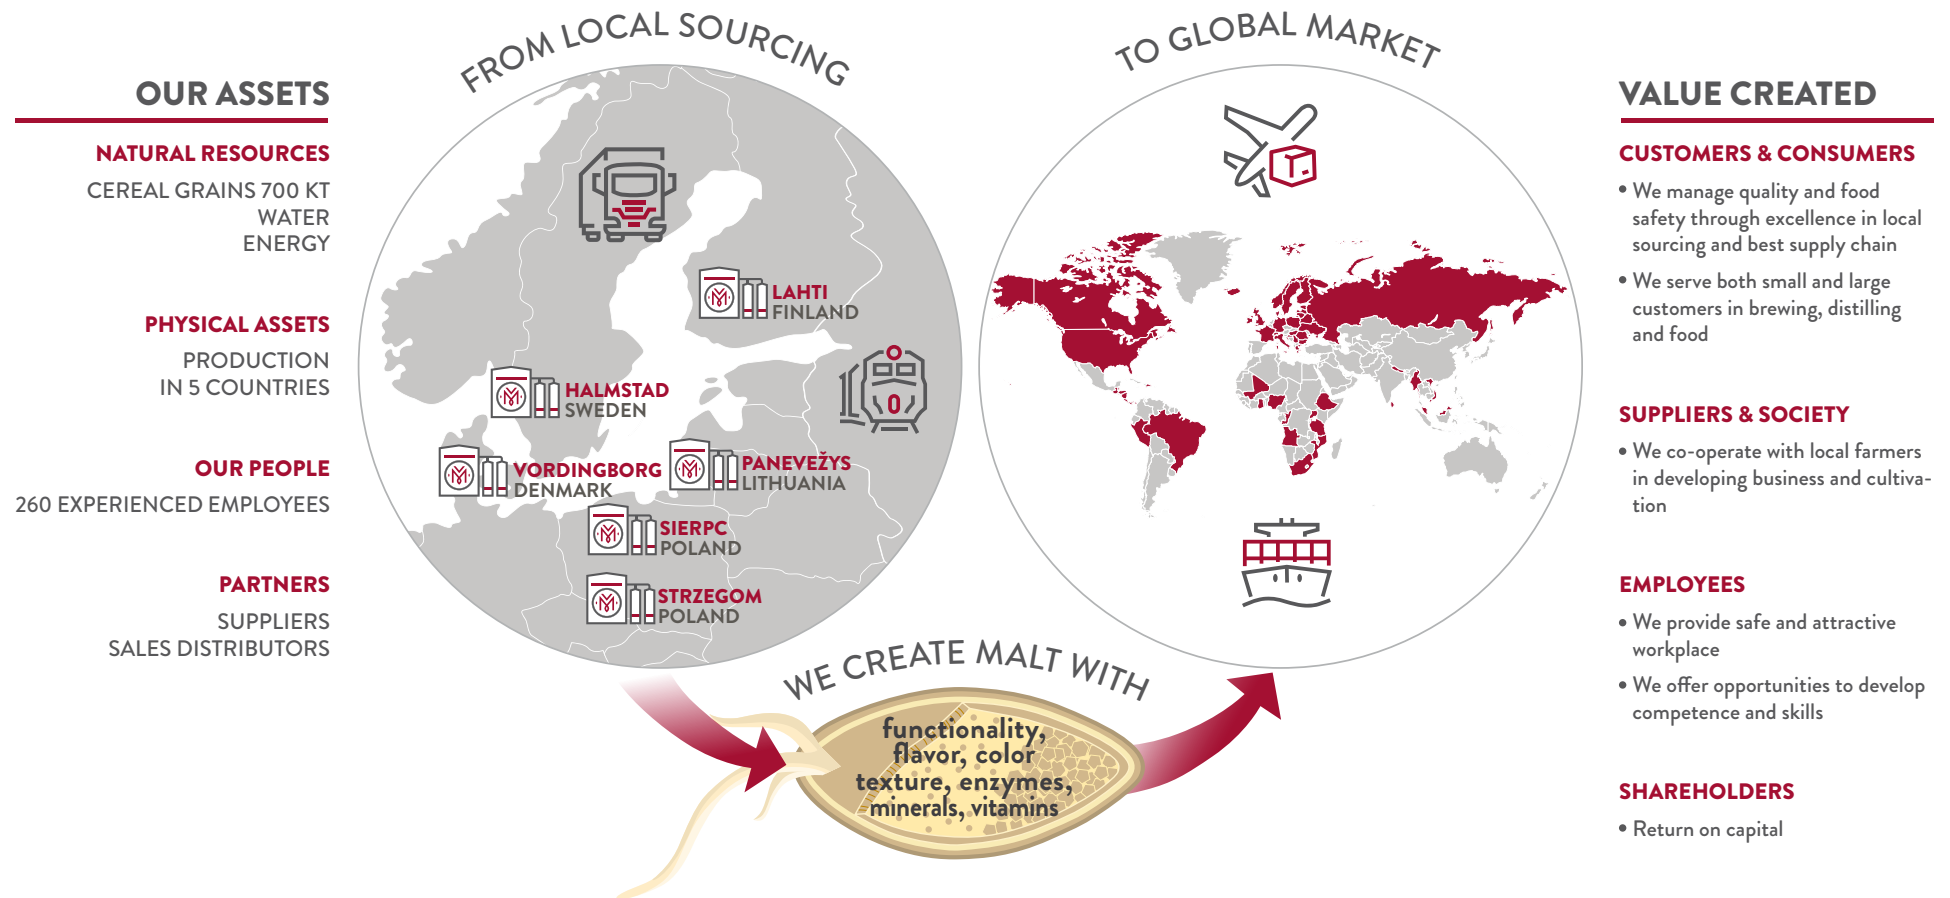 OUR ASSETS
NATURAL RESOURCES
CEREAL GRAINS 700 KT
WATER
ENERGY
PHYSICAL ASSETS
PRODUCTION
IN 5 COUNTRIES
OUR PEOPLE
260 EXPERIENCED EMPLOYEES
PARTNERS
SUPPLIERS
SALES DISTRIBUTORS
FROM LOCAL SOURCING
LAHTI
FINLAND
HALMSTAD
SWEDEN
VORDINGBORG
DENMARK
PANEVEŽYS
LITHUANIA
SIERPC
POLAND
STRZEGOM
POLAND
WE CREATE MALT WITH
functionality,
flavor, color
texture, enzymes,
minerals, vitamins
TO GLOBAL MARKET
VALUE CREATED
CUSTOMERS & CONSUMERS
• We manage quality and food
safety through excellence in local
sourcing and best supply chain
• We serve both small and large
customers in brewing, distilling
and food
SUPPLIERS & SOCIETY
• We co-operate with local farmers
in developing business and cultiva-
tion
EMPLOYEES
• We provide safe and attractive
workplace
• We offer opportunities to develop
competence and skills
SHAREHOLDERS
• Return on capital